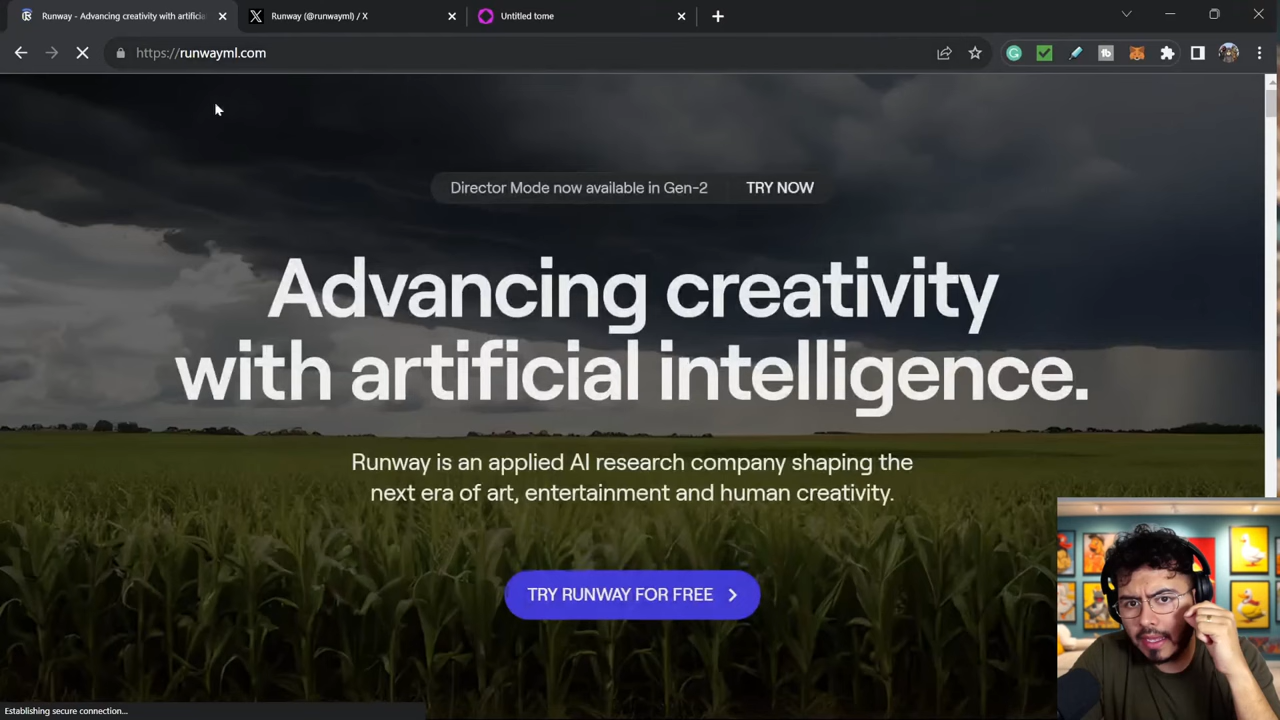 Runway - Advancing creativity with artificia
Runway (@runwayml) / X
Untitled tome
https://runwayml.com
Director Mode now available in Gen-2 TRY NOW
Advancing creativity
with artificial intelligence.
Runway is an applied AI research company shaping the
next era of art, entertainment and human creativity.
TRY RUNWAY FOR FREE
Establishing secure connection...